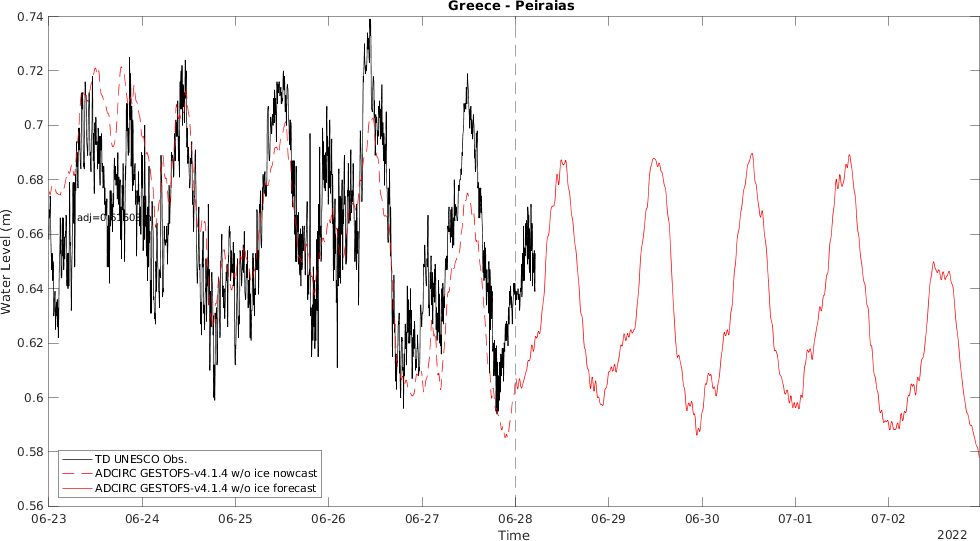 Greece - Peiraias
0.74
0.72
0.7
0.68
0.66
0.64
0.62
0.6
0.58
0.56
Water Level (m)
TD UNESCO Obs.
ADCIRC GESTOFS-v4.1.4 w/o ice nowcast
ADCIRC GESTOFS-v4.1.4 w/o ice forecast
06-23 06-24 06-25 06-26 06-27 06-28 06-29 06-30 07-01 07-02
Time
2022